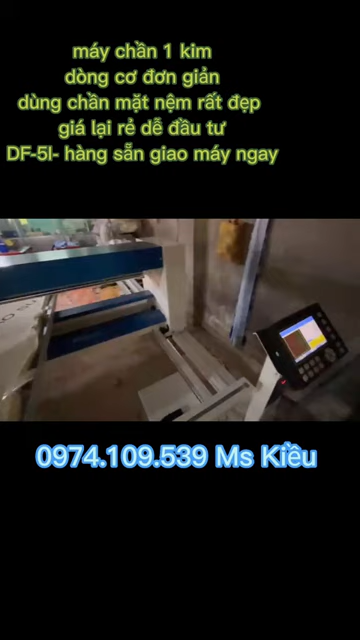 máy chần 1 kim
dòng cơ đơn giản
dùng chần mặt nệm rất đẹp
giá lại rẻ dễ đầu tư
DF-5I- hàng sẵn giao máy ngay
0974.109.539 Ms Kiều